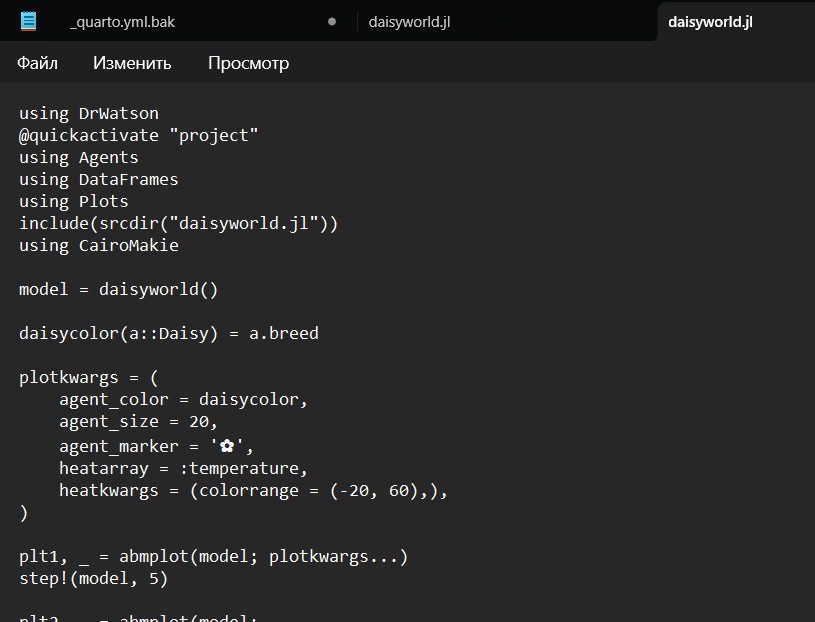 _quarto.yml.bak
daisyworld.jl
daisyworld.jl
Файл Изменить Просмотр
using DrWatson
@quickactivate "project"
using Agents
using DataFrames
using Plots
include(srcdir("daisyworld.jl"))
using CairoMakie
model = daisyworld()
daisycolor(a::Daisy) = a.breed
plotkwargs = (
    agent_color = daisycolor,
    agent_size = 20,
    agent_marker = '✿',
    heatarray = :temperature,
    heatkwargs = (colorrange = (-20, 60),),
)
plt1, _ = abmplot(model; plotkwargs...)
step!(model, 5)
plt2, _ = abmplot(model;